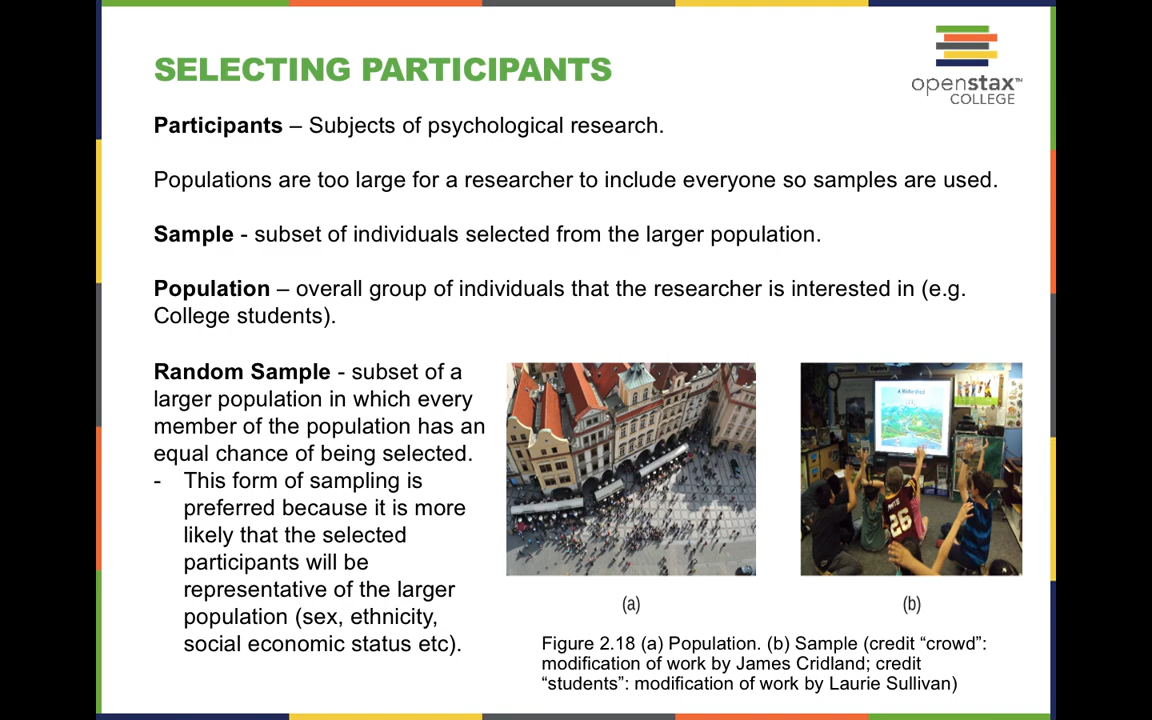 SELECTING PARTICIPANTS
openstax™
COLLEGE
Participants – Subjects of psychological research.
Populations are too large for a researcher to include everyone so samples are used.
Sample - subset of individuals selected from the larger population.
Population – overall group of individuals that the researcher is interested in (e.g.
College students).
Random Sample - subset of a
larger population in which every
member of the population has an
equal chance of being selected.
- This form of sampling is
preferred because it is more
likely that the selected
participants will be
representative of the larger
population (sex, ethnicity,
social economic status etc).
26
(a)
(b)
Figure 2.18 (a) Population. (b) Sample (credit “crowd”:
modification of work by James Cridland; credit
“students”: modification of work by Laurie Sullivan)